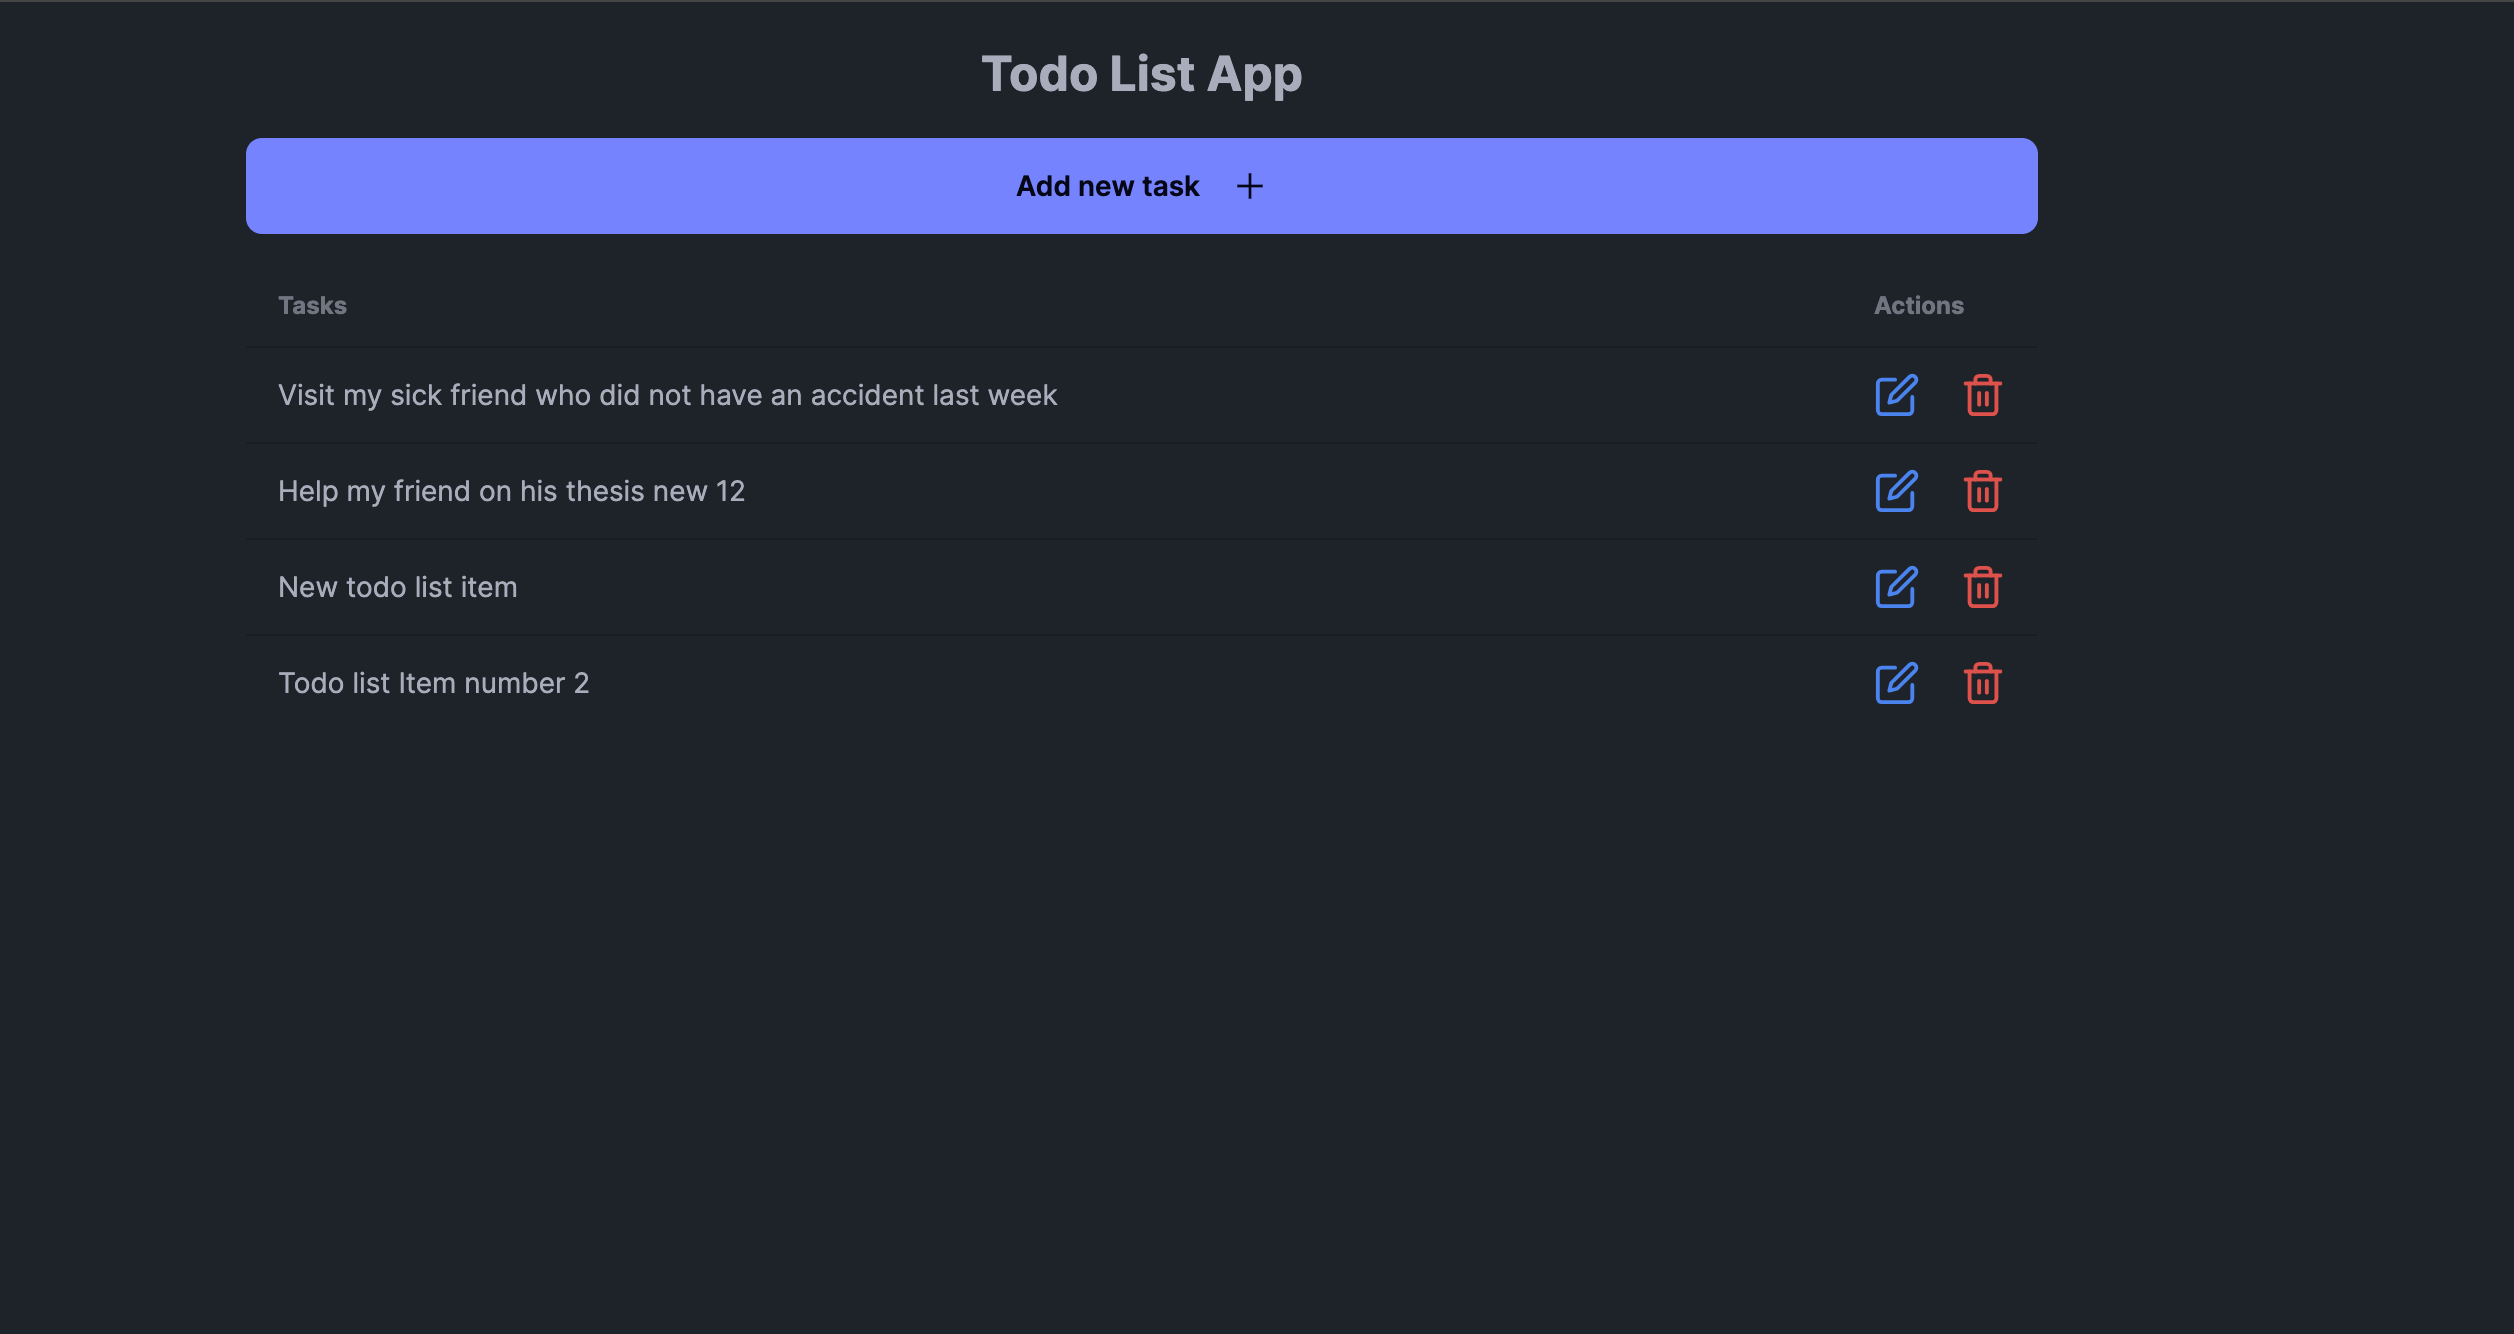 Todo List App
Add new task
Tasks Actions
Visit my sick friend who did not have an accident last week
Help my friend on his thesis new 12
New todo list item
Todo list Item number 2